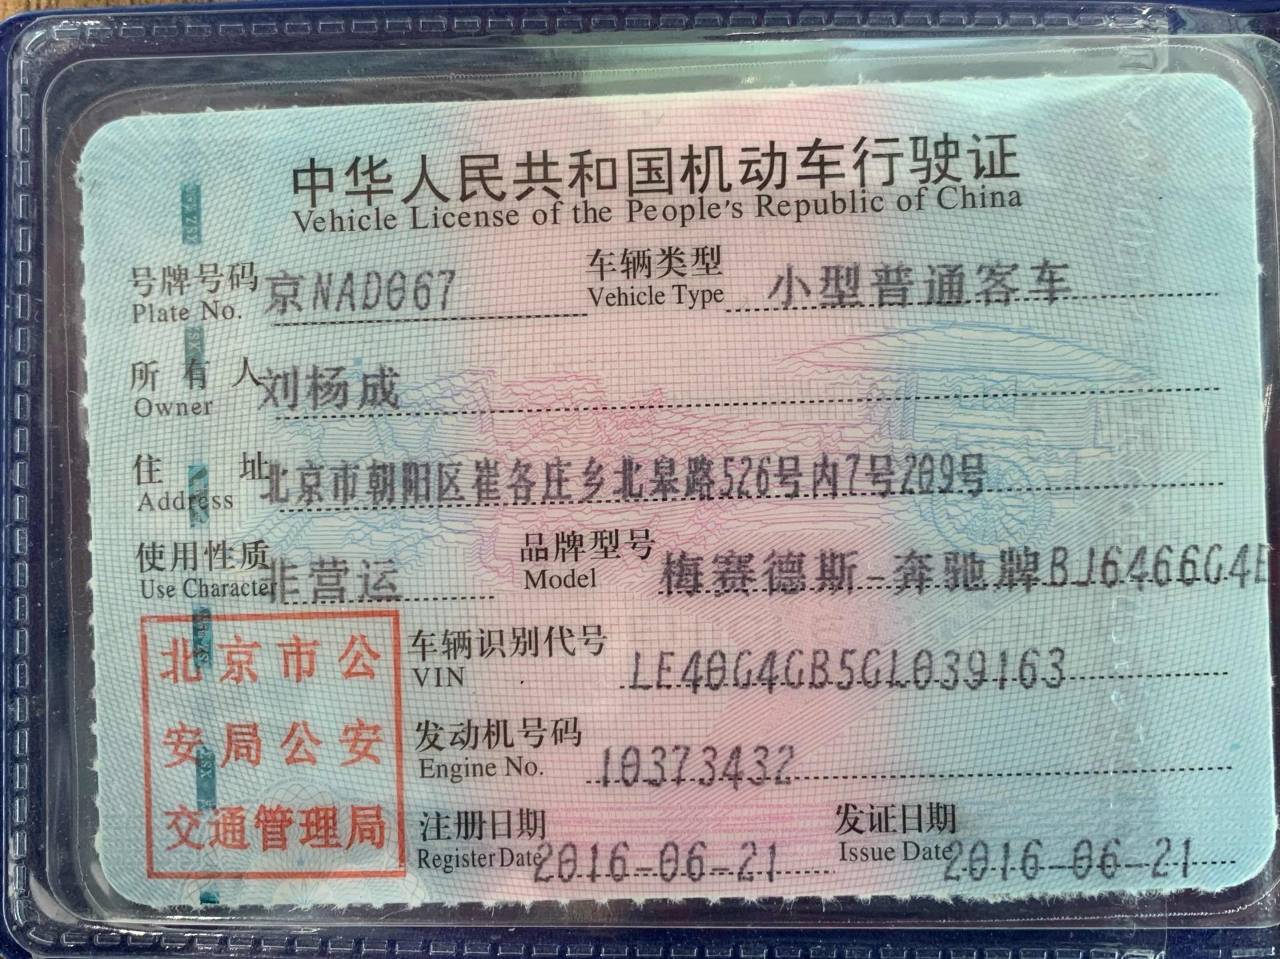 中华人民共和国机动车行驶证
Vehicle License of the People's Republic of China
号牌号码 京NAD067 车辆类型 小型普通客车
Plate No. Vehicle Type
所有人 刘杨成
Owner
住址 北京市朝阳区崔各庄乡北皋路526号内7号209号
Address
使用性质 非营运 品牌型号 梅赛德斯-奔驰牌BJ6466G4E
Use Character Model
北京市公
安局公安
交通管理局
车辆识别代号 LE40G4GB5GL039163
VIN
发动机号码 10373432
Engine No.
注册日期 2016-06-21 发证日期 2016-06-21
Register Date Issue Date